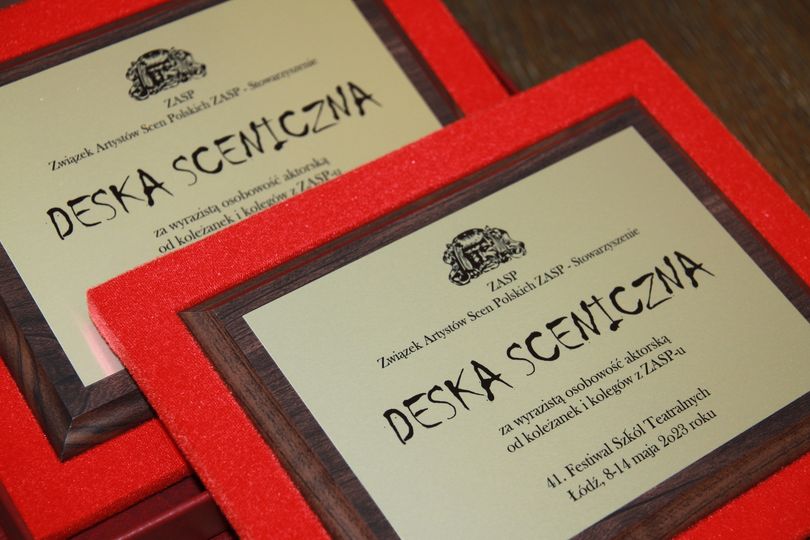 ZASP
Związek Artystów Scen Polskich ZASP - Stowarzyszenie
DESKA SCENICZNA
za wyrazistą osobowość aktorską
od koleżanek i kolegów z ZASP-u
ZASP
Związek Artystów Scen Polskich ZASP - Stowarzyszenie
DESKA SCENICZNA
za wyrazistą osobowość aktorską
od koleżanek i kolegów z ZASP-u
41. Festiwal Szkół Teatralnych
Łódź, 8-14 maja 2023 roku